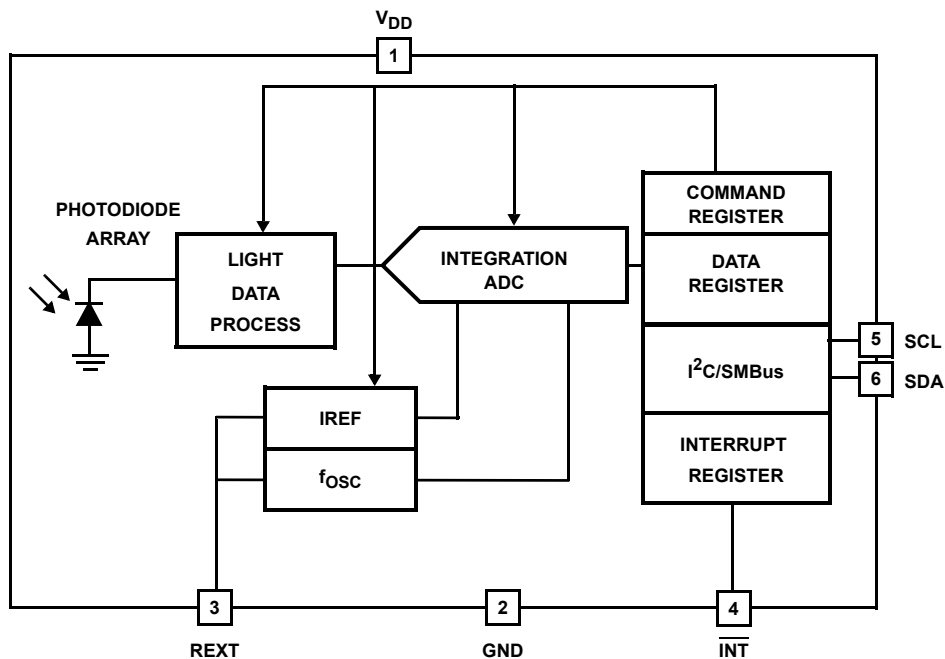 VDD
1
PHOTODIODE
ARRAY
LIGHT
DATA
PROCESS
INTEGRATION
ADC
COMMAND
REGISTER
DATA
REGISTER
I²C/SMBus
INTERRUPT
REGISTER
5 SCL
6 SDA
IREF
fOSC
3
2
4
REXT
GND
I̅N̅T̅